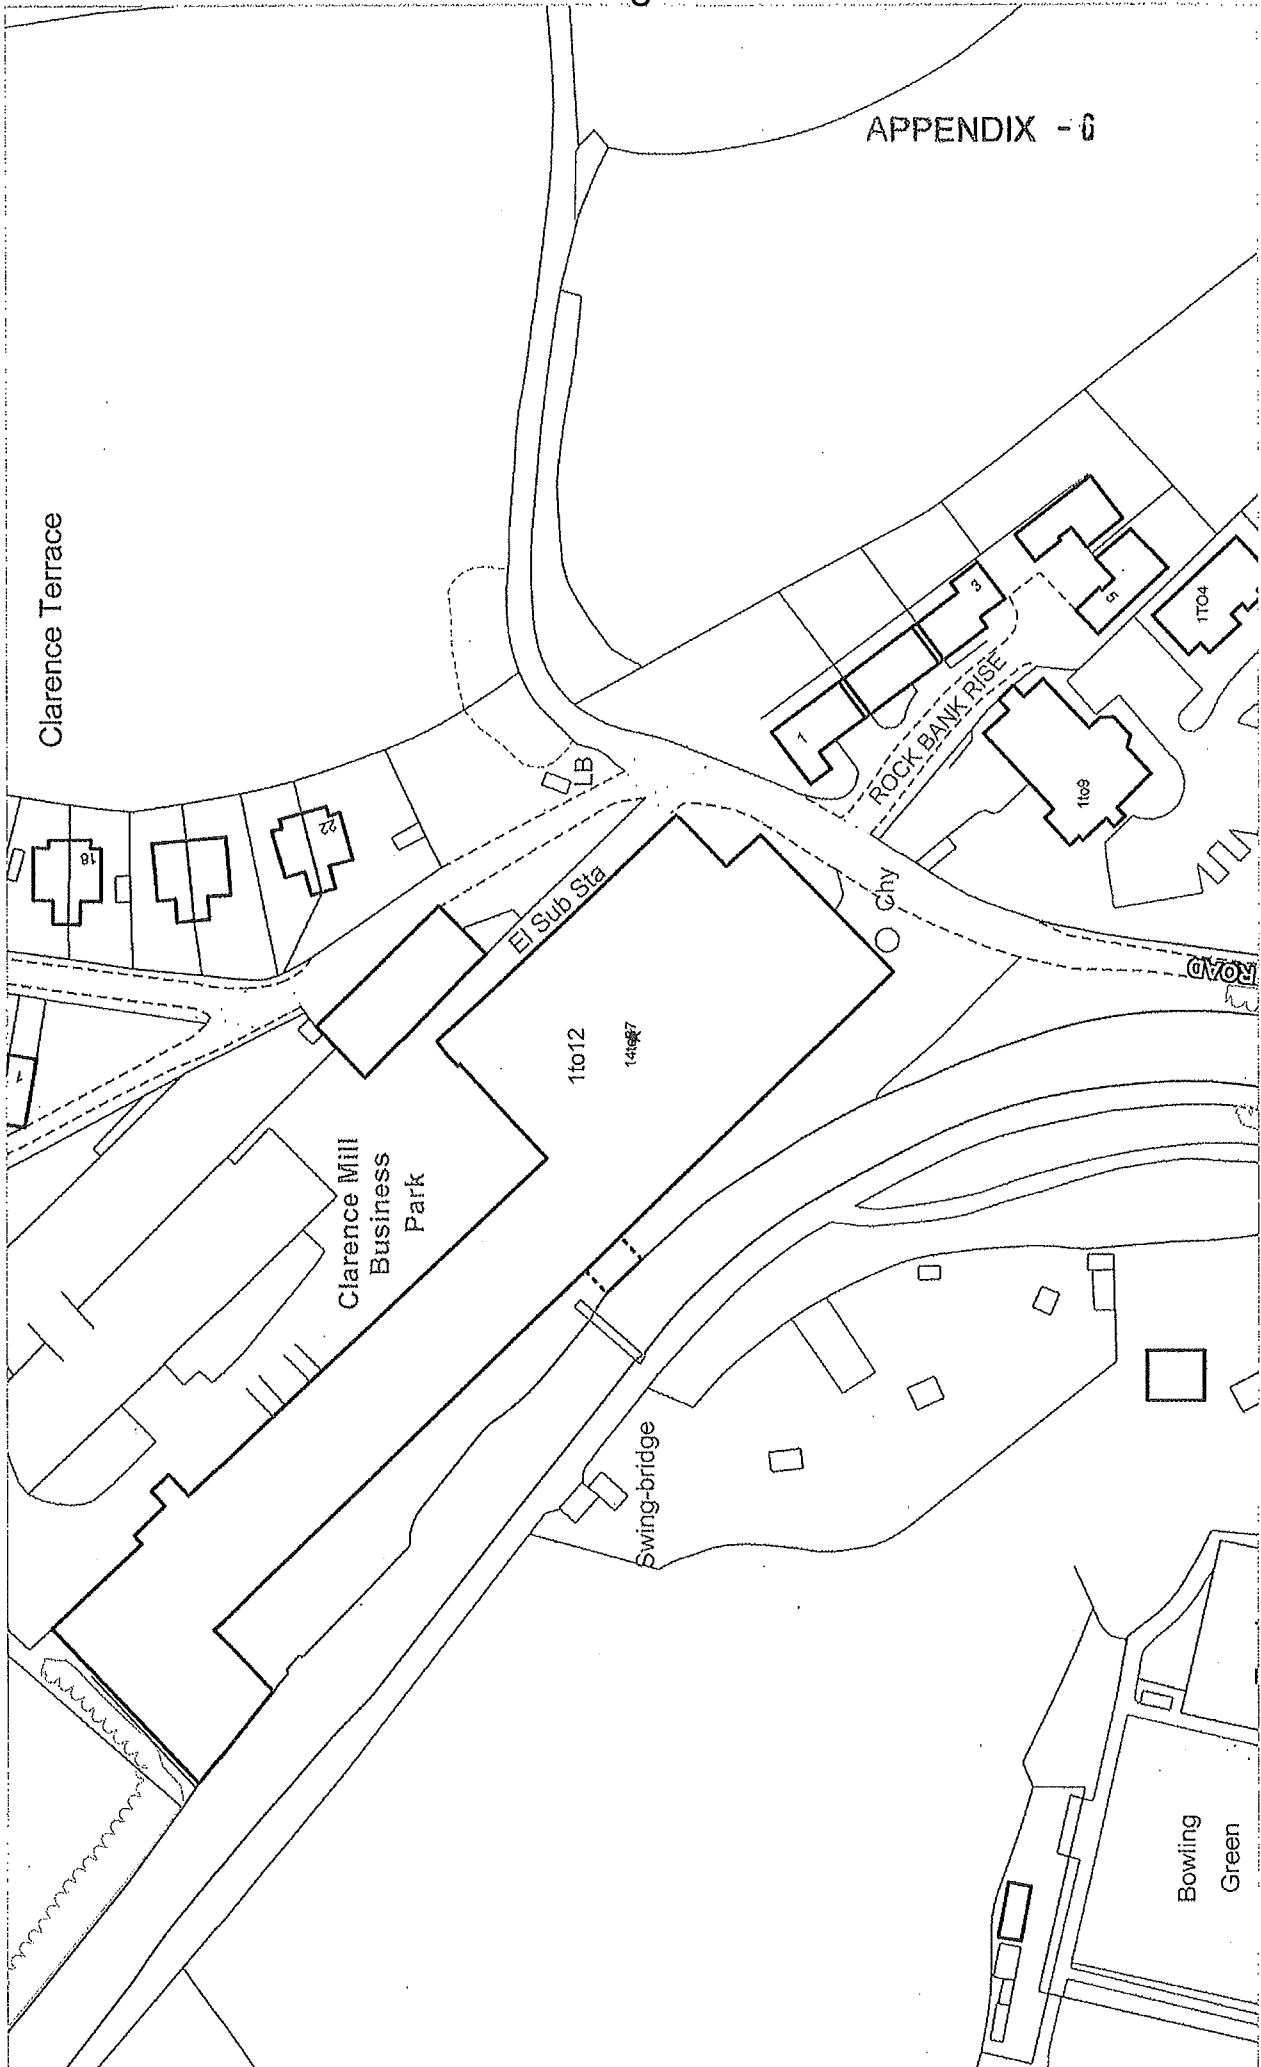 APPENDIX - 6
Clarence Terrace
LB
18
22
1
3
5
1TO4
ROCK BANK RISE
1to9
El Sub Sta
Chy
ROAD
1
1to12
Clarence Mill
Business
Park
Swing-bridge
Bowling
Green